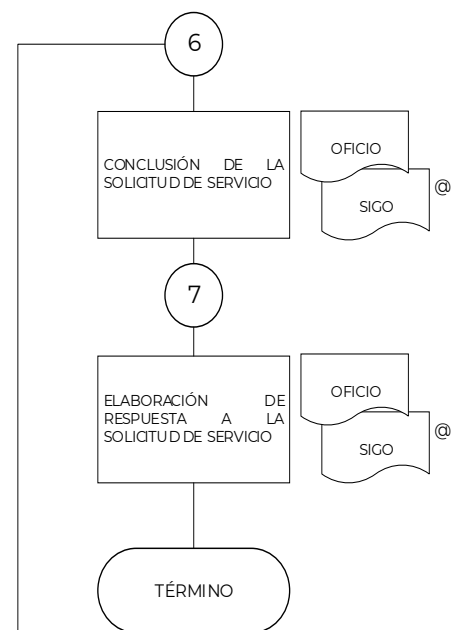 6
CONCLUSIÓN DE LA
SOLICITUD DE SERVICIO
OFICIO
@
SIGO
7
ELABORACIÓN DE
RESPUESTA A LA
SOLICITUD DE SERVICIO
OFICIO
@
SIGO
TÉRMINO